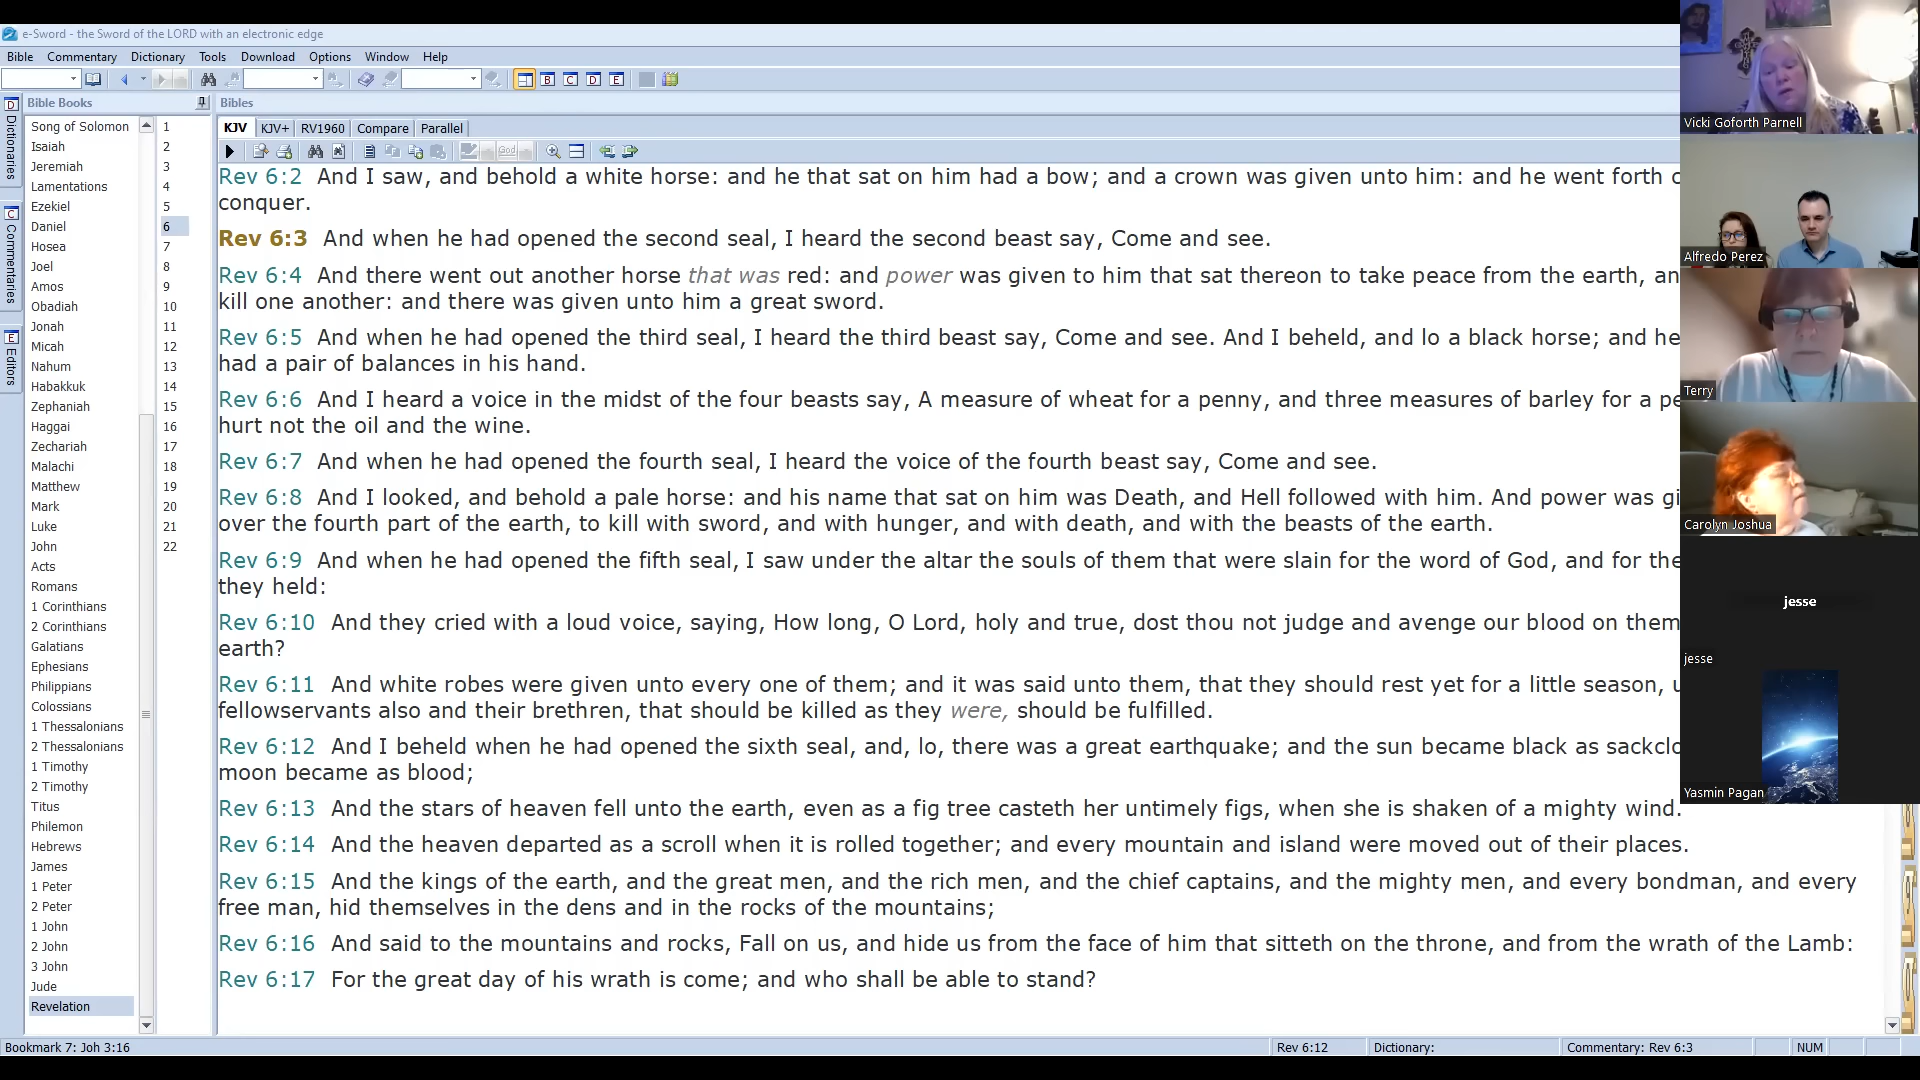 e-Sword - the Sword of the LORD with an electronic edge
Bible Commentary Dictionary Tools Download Options Window Help
B C D E
D Dictionaries
C Commentaries
E Editors
Bible Books
Song of Solomon
Isaiah
Jeremiah
Lamentations
Ezekiel
Daniel
Hosea
Joel
Amos
Obadiah
Jonah
Micah
Nahum
Habakkuk
Zephaniah
Haggai
Zechariah
Malachi
Matthew
Mark
Luke
John
Acts
Romans
1 Corinthians
2 Corinthians
Galatians
Ephesians
Philippians
Colossians
1 Thessalonians
2 Thessalonians
1 Timothy
2 Timothy
Titus
Philemon
Hebrews
James
1 Peter
2 Peter
1 John
2 John
3 John
Jude
Revelation
1
2
3
4
5
6
7
8
9
10
11
12
13
14
15
16
17
18
19
20
21
22
Bibles
KJV KJV+ RV1960 Compare Parallel
God
Rev 6:2 And I saw, and behold a white horse: and he that sat on him had a bow; and a crown was given unto him: and he went forth
conquer.
Rev 6:3 And when he had opened the second seal, I heard the second beast say, Come and see.
Rev 6:4 And there went out another horse that was red: and power was given to him that sat thereon to take peace from the earth,
kill one another: and there was given unto him a great sword.
Rev 6:5 And when he had opened the third seal, I heard the third beast say, Come and see. And I beheld, and lo a black horse; and he
had a pair of balances in his hand.
Rev 6:6 And I heard a voice in the midst of the four beasts say, A measure of wheat for a penny, and three measures of barley for a
hurt not the oil and the wine.
Rev 6:7 And when he had opened the fourth seal, I heard the voice of the fourth beast say, Come and see.
Rev 6:8 And I looked, and behold a pale horse: and his name that sat on him was Death, and Hell followed with him. And power was
over the fourth part of the earth, to kill with sword, and with hunger, and with death, and with the beasts of the earth.
Rev 6:9 And when he had opened the fifth seal, I saw under the altar the souls of them that were slain for the word of God, and for the
they held:
Rev 6:10 And they cried with a loud voice, saying, How long, O Lord, holy and true, dost thou not judge and avenge our blood on them
earth?
Rev 6:11 And white robes were given unto every one of them; and it was said unto them, that they should rest yet for a little season,
fellowservants also and their brethren, that should be killed as they were, should be fulfilled.
Rev 6:12 And I beheld when he had opened the sixth seal, and, lo, there was a great earthquake; and the sun became black as
moon became as blood;
Rev 6:13 And the stars of heaven fell unto the earth, even as a fig tree casteth her untimely figs, when she is shaken of a mighty wind.
Rev 6:14 And the heaven departed as a scroll when it is rolled together; and every mountain and island were moved out of their places.
Rev 6:15 And the kings of the earth, and the great men, and the rich men, and the chief captains, and the mighty men, and every bondman, and every
free man, hid themselves in the dens and in the rocks of the mountains;
Rev 6:16 And said to the mountains and rocks, Fall on us, and hide us from the face of him that sitteth on the throne, and from the wrath of the Lamb:
Rev 6:17 For the great day of his wrath is come; and who shall be able to stand?
Vicki Goforth Parnell
Alfredo Perez
Terry
Carolyn Joshua
jesse
jesse
Yasmin Pagan
Bookmark 7: Joh 3:16
Rev 6:12
Dictionary:
Commentary: Rev 6:3
NUM